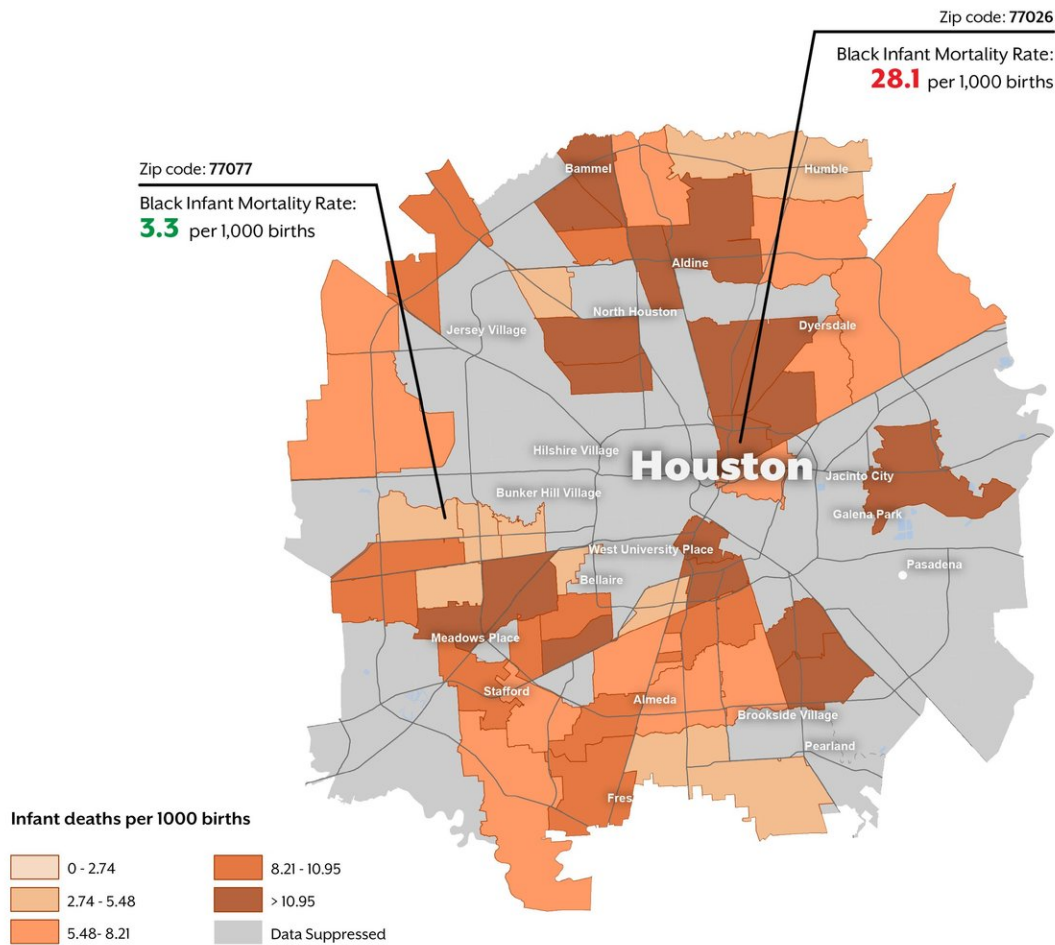 Zip code: 77026
Black Infant Mortality Rate:
28.1 per 1,000 births
Zip code: 77077
Black Infant Mortality Rate:
3.3 per 1,000 births
Bammel
Humble
Aldine
North Houston
Jersey Village
Dyersdale
Hilshire Village
Houston
Jacinto City
Bunker Hill Village
Galena Park
West University Place
Pasadena
Bellaire
Meadows Place
Stafford
Almeda
Brookside Village
Pearland
Fres
Infant deaths per 1000 births
0 - 2.74
2.74 - 5.48
5.48- 8.21
8.21 - 10.95
> 10.95
Data Suppressed